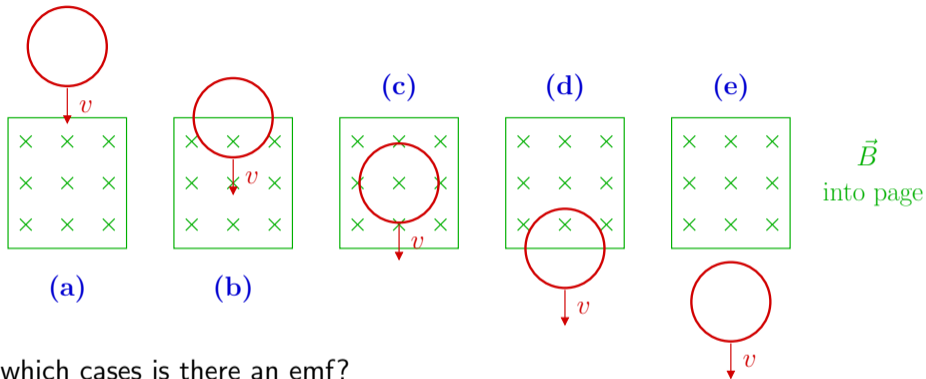 v
(a)
v
(b)
(c)
v
(d)
v
(e)
v
B⃗
into page
which cases is there an emf?